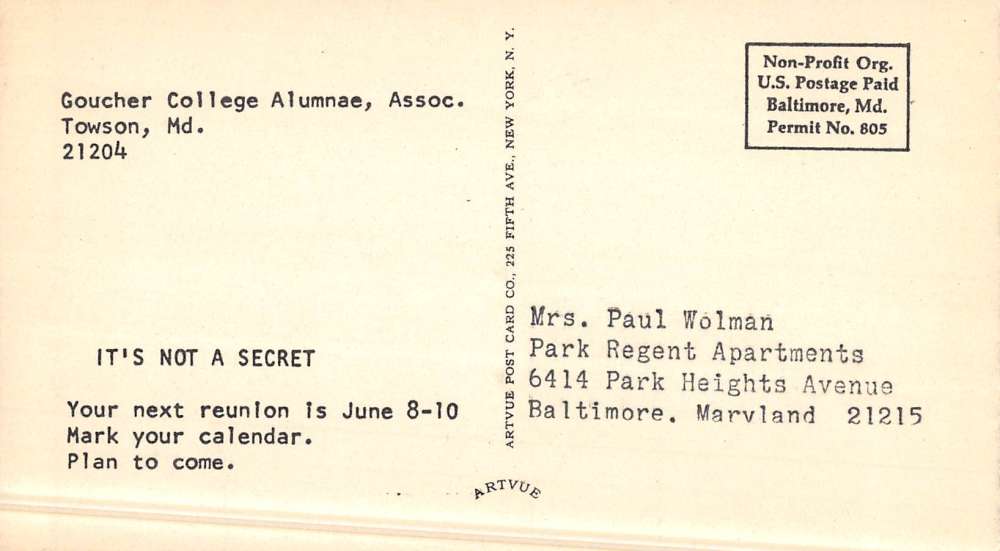 Goucher College Alumnae, Assoc.
Towson, Md.
21204
Non-Profit Org.
U.S. Postage Paid
Baltimore, Md.
Permit No. 805
IT'S NOT A SECRET
Your next reunion is June 8-10
Mark your calendar.
Plan to come.
ARTVUE POST CARD CO., 225 FIFTH AVE., NEW YORK, N. Y.
Mrs. Paul Wolman
Park Regent Apartments
6414 Park Heights Avenue
Baltimore, Maryland 21215
ARTVUE